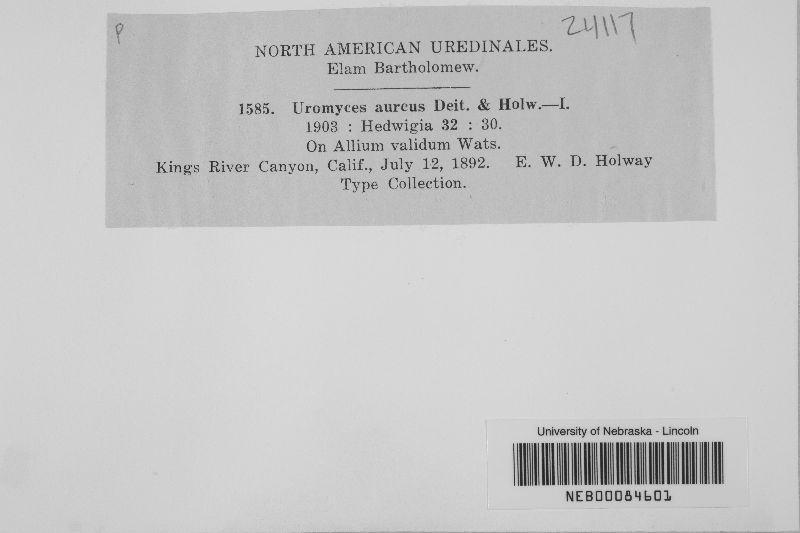 P
24117
NORTH AMERICAN UREDINALES.
Elam Bartholomew.
1585. Uromyces aureus Deit. & Holw.—I.
1903 : Hedwigia 32 : 30.
On Allium validum Wats.
Kings River Canyon, Calif., July 12, 1892. E. W. D. Holway
Type Collection.
University of Nebraska - Lincoln
NEB00084601